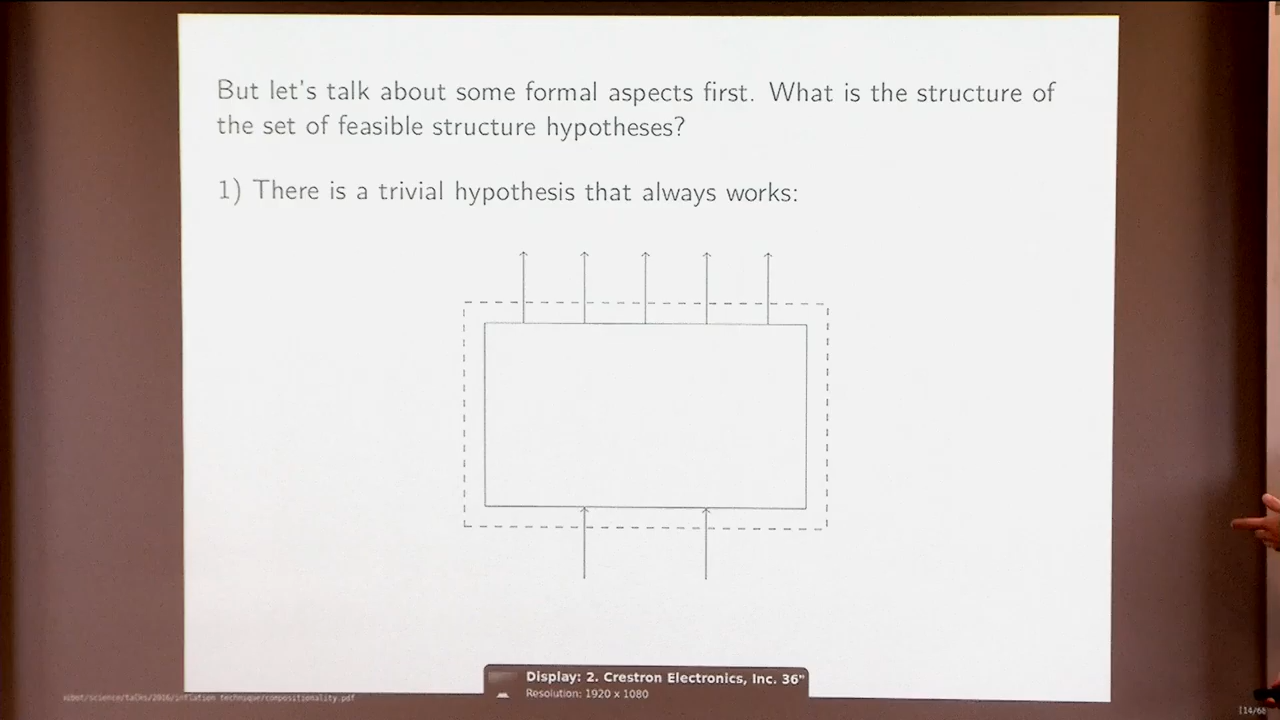 But let's talk about some formal aspects first. What is the structure of
the set of feasible structure hypotheses?
1) There is a trivial hypothesis that always works:
Display: 2. Crestron Electronics, Inc. 36"
Resolution: 1920 x 1080